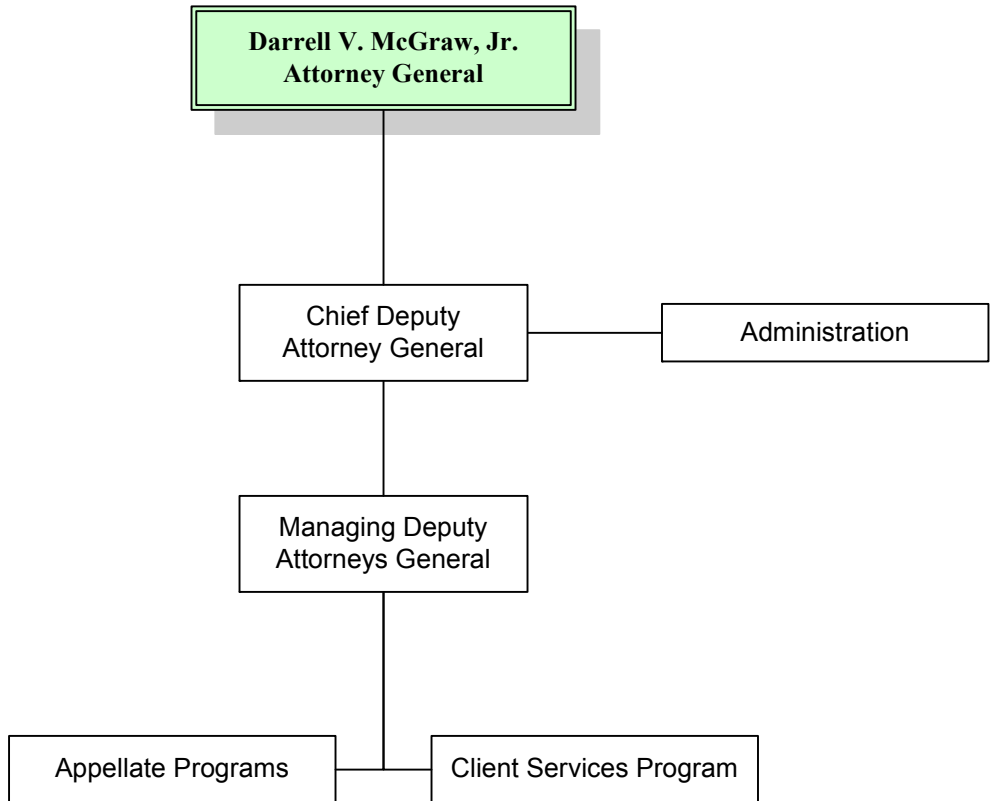 Darrell V. McGraw, Jr.
Attorney General
Chief Deputy
Attorney General
Administration
Managing Deputy
Attorneys General
Appellate Programs
Client Services Program